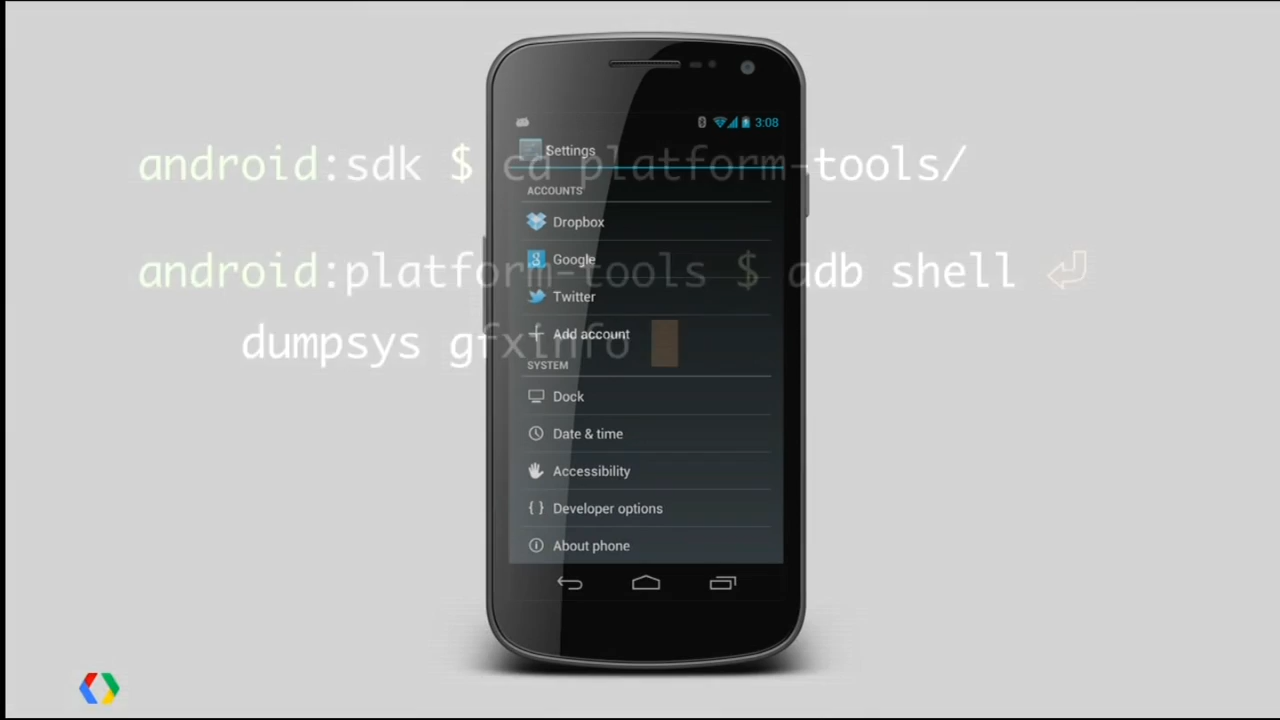 3:08
Settings
android:sdk $ cd platform-tools/
ACCOUNTS
Dropbox
Google
android:platform-tools $ adb shell
Twitter
Add account
dumpsys gfxinfo
SYSTEM
Dock
Date & time
Accessibility
{ } Developer options
About phone